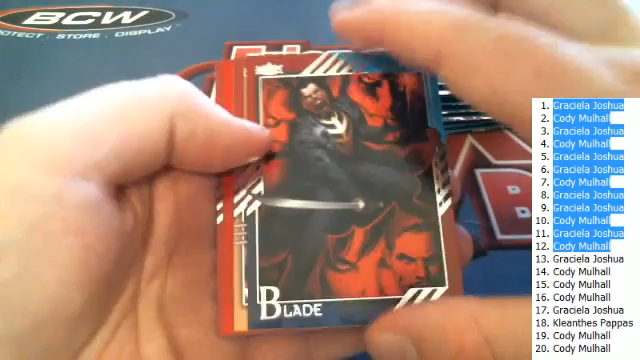 BCW
PROTECT . STORE . DISPLAY
BLADE
1. Graciela Joshua
2. Cody Mulhall
3. Graciela Joshua
4. Cody Mulhall
5. Graciela Joshua
6. Graciela Joshua
7. Cody Mulhall
8. Graciela Joshua
9. Graciela Joshua
10. Cody Mulhall
11. Graciela Joshua
12. Cody Mulhall
13. Graciela Joshua
14. Cody Mulhall
15. Cody Mulhall
16. Cody Mulhall
17. Graciela Joshua
18. Kleanthes Pappas
19. Cody Mulhall
20. Cody Mulhall